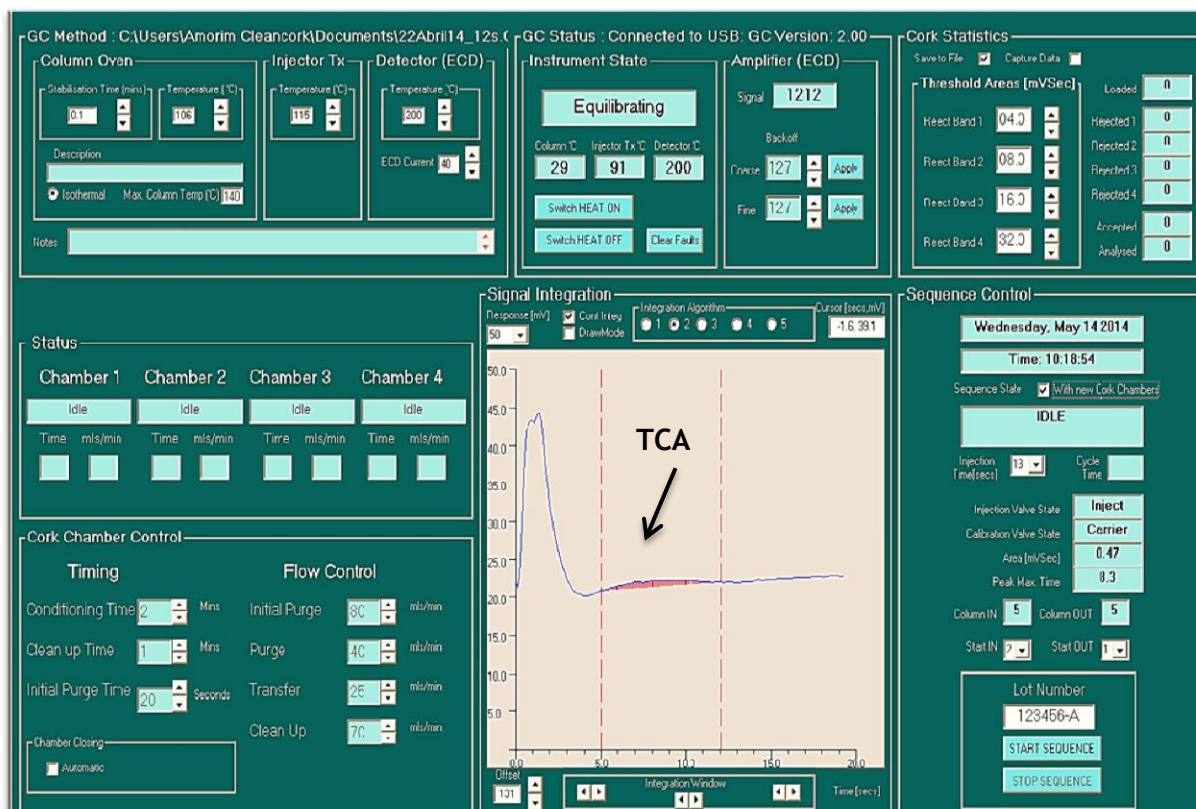 GC Method : C:\Users\Amorim Cleancork\Documents\22Abril14_12s.
Column Oven
Stabilisation Time (mins)
0.1
Temperature (°C)
106
Description
Isothermal
Max. Column Temp (°C)
140
Injector Tx
Temperature (°C)
115
Detector (ECD)
Temperature °C)
200
ECD Current
40
Notes
GC Status : Connected to USB: GC Version: 2.00
Instrument State
Equilibrating
Column °C Injector Tx °C Detector °C
29 91 200
Switch HEAT ON
Switch HEAT OFF
Clear Faults
Amplifier (ECD)
Signal 1212
Backoff
Coarse 127 Apply
Fine 127 Apply
Cork Statistics
Save to File
Capture Data
Threshold Areas [mVSec]
Reect Band 1 04.0
Reect Band 2 08.0
Reect Band 3 16.0
Reect Band 4 32.0
Loaded 0
Rejected 1 0
Rejected 2 0
Rejected 3 0
Rejected 4 0
Accepted 0
Analysed 0
Status
Chamber 1 Chamber 2 Chamber 3 Chamber 4
Idle Idle Idle Idle
Time mls/min Time mls/min Time mls/min Time mls/min
Cork Chamber Control
Timing
Conditioning Time 2 Mins
Clean up Time 1 Mins
Initial Purge Time 20 Seconds
Flow Control
Initial Purge 80 mls/min
Purge 40 mls/min
Transfer 25 mls/min
Clean Up 70 mls/min
Chamber Closing
Automatic
Signal Integration
Response [mV]
50
Cont Integ
DrawMode
Integration Algorithm
1 2 3 4 5
Cursor [secs,mV]
-1.6, 39.1
50.0
45.0
40.0
35.0
30.0
25.0
20.0
15.0
10.0
5.0
TCA
5.0 10.0 15.0 20.0
Offset
131
Integration Window
Time [secs]
Sequence Control
Wednesday, May 14 2014
Time: 10:18:54
Sequence State
With new Cork Chambers
IDLE
Injection Time[secs] 13
Cycle Time
Injection Valve State Inject
Calibration Valve State Carrier
Area [mVSec] 0.47
Peak Max. Time 8.3
Column IN 5 Column OUT 5
Start IN 2 Start OUT 1
Lot Number
123456-A
START SEQUENCE
STOP SEQUENCE